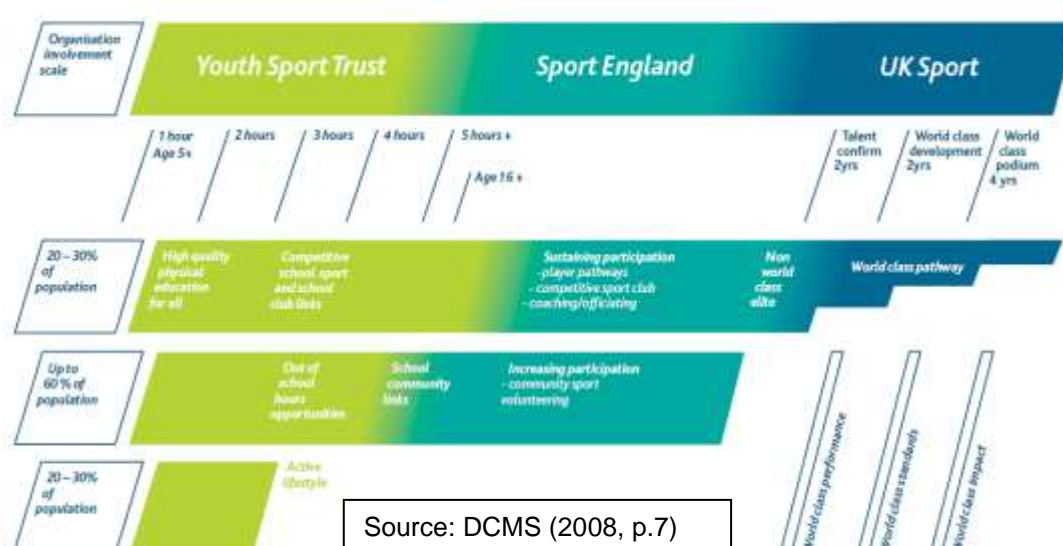 Organisation
involvement
scale
Youth Sport Trust
Sport England
UK Sport
1 hour
Age 5+
2 hours
3 hours
4 hours
5 hours +
Age 16 +
Talent
confirm
2yrs
World class
development
2yrs
World
class
podium
4 yrs
20 – 30%
of
population
High quality
physical
education
for all
Competitive
school sport
and school
club links
Sustaining participation
- player pathways
- competitive sport club
- coaching/officiating
Non
world
class
elite
World class pathway
Up to
60 % of
population
Out of
school
hours
opportunities
School
community
links
Increasing participation
- community sport
volunteering
20 – 30%
of
population
Active
lifestyle
World class performance
World class standards
World class impact
Source: DCMS (2008, p.7)